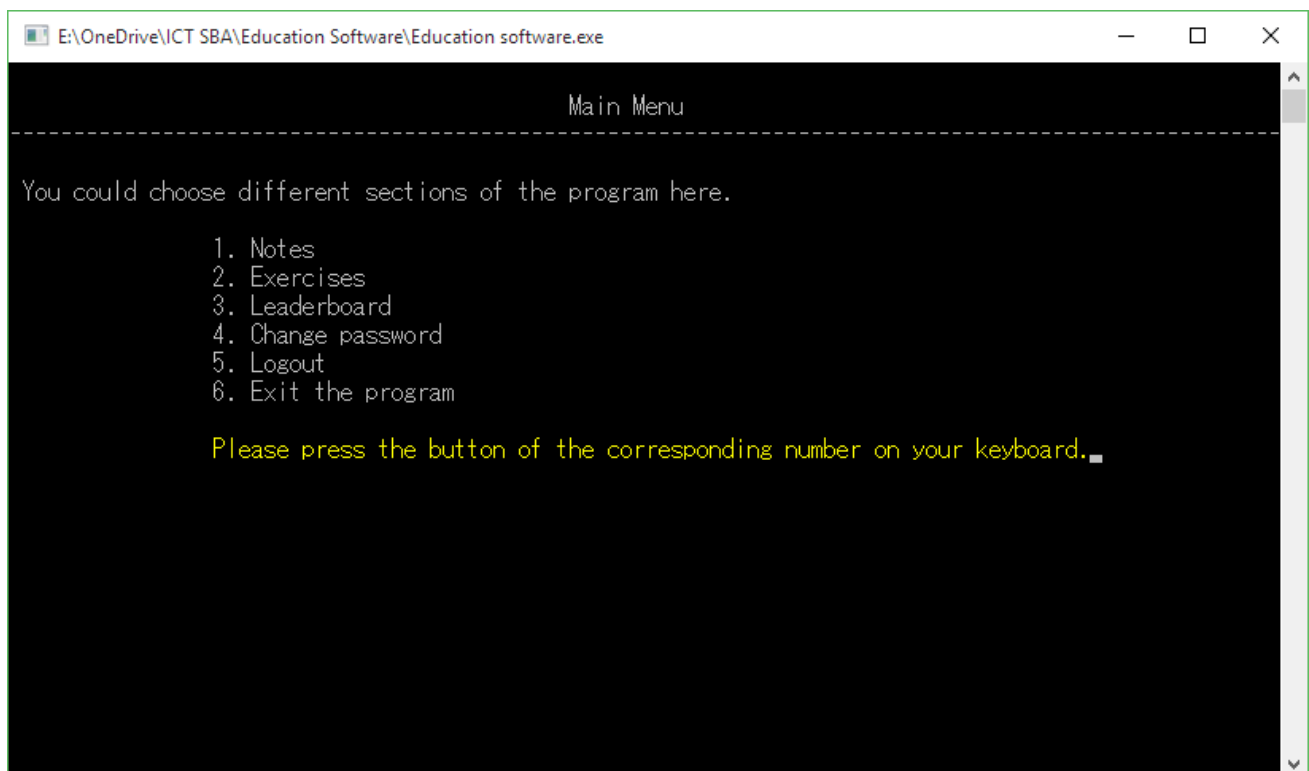 E:\OneDrive\ICT SBA\Education Software\Education software.exe
Main Menu
--------------------------------------------------------------------------------
You could choose different sections of the program here.
1. Notes
2. Exercises
3. Leaderboard
4. Change password
5. Logout
6. Exit the program
Please press the button of the corresponding number on your keyboard.